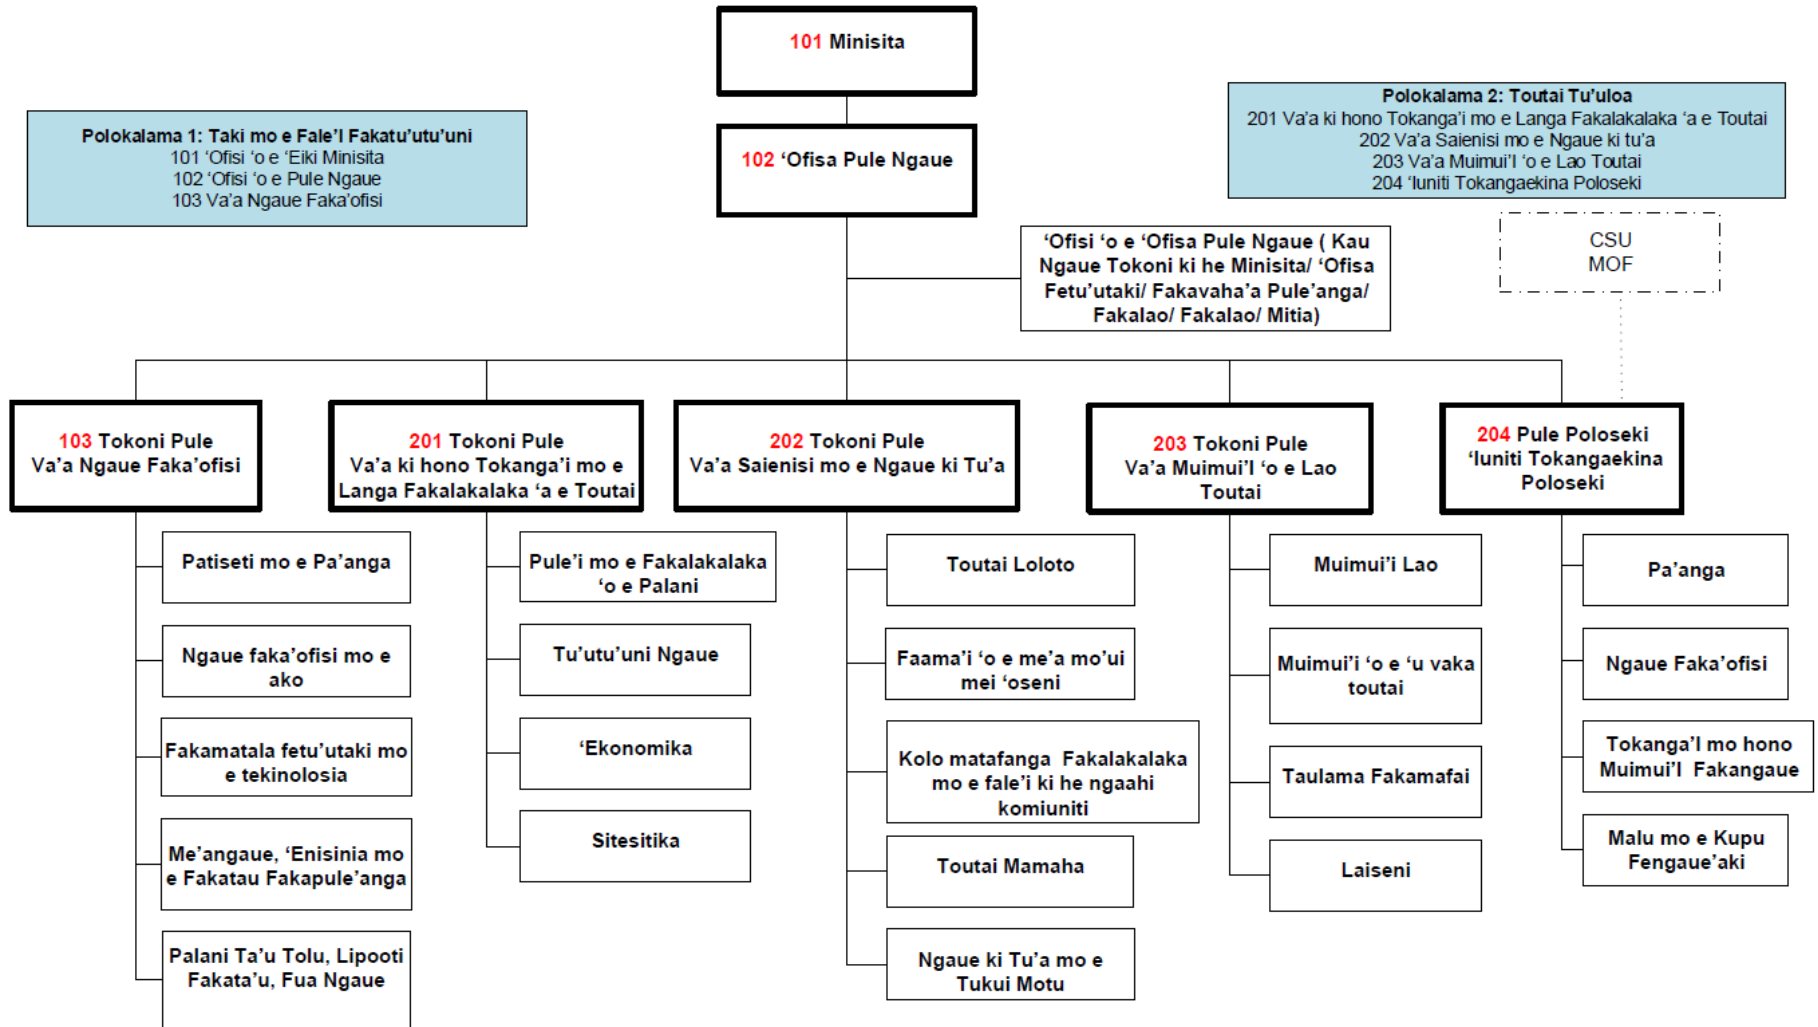 101 Minisita
Polokalama 1: Taki mo e Fale'I Fakatu'utu'uni
101 ‘Ofisi ‘o e ‘Eiki Minisita
102 ‘Ofisi ‘o e Pule Ngaue
103 Va’a Ngaue Faka’ofisi
102 ‘Ofisa Pule Ngaue
Polokalama 2: Toutai Tu’uloa
201 Va’a ki hono Tokanga’i mo e Langa Fakalakalaka ‘a e Toutai
202 Va’a Saienisi mo e Ngaue ki tu’a
203 Va’a Muimui’I ‘o e Lao Toutai
204 ‘Iuniti Tokangaekina Poloseki
‘Ofisi ‘o e ‘Ofisa Pule Ngaue ( Kau
Ngaue Tokoni ki he Minisita/ ‘Ofisa
Fetu’utaki/ Fakavaha’a Pule’anga/
Fakalao/ Fakalao/ Mitia)
CSU
MOF
103 Tokoni Pule
Va’a Ngaue Faka’ofisi
201 Tokoni Pule
Va’a ki hono Tokanga’i mo e
Langa Fakalakalaka ‘a e Toutai
202 Tokoni Pule
Va’a Saienisi mo e Ngaue ki Tu’a
203 Tokoni Pule
Va’a Muimui’I ‘o e Lao
Toutai
204 Pule Poloseki
‘Iuniti Tokangaekina
Poloseki
Patiseti mo e Pa’anga
Ngaue faka’ofisi mo e
ako
Fakamatala fetu’utaki mo
e tekinolosia
Me’angaue, ‘Enisinia mo
e Fakatau Fakapule’anga
Palani Ta’u Tolu, Lipooti
Fakata’u, Fua Ngaue
Pule’i mo e Fakalakalaka
‘o e Palani
Tu’utu’uni Ngaue
‘Ekonomika
Sitesitika
Toutai Loloto
Faama’i ‘o e me’a mo’ui
mei ‘oseni
Kolo matafanga Fakalakalaka
mo e fale’i ki he ngaahi
komiuniti
Toutai Mamaha
Ngaue ki Tu’a mo e
Tukui Motu
Muimui’i Lao
Muimui’i ‘o e ‘u vaka
toutai
Taulama Fakamafai
Laiseni
Pa’anga
Ngaue Faka’ofisi
Tokanga’I mo hono
Muimui’I Fakangaue
Malu mo e Kupu
Fengaue’aki